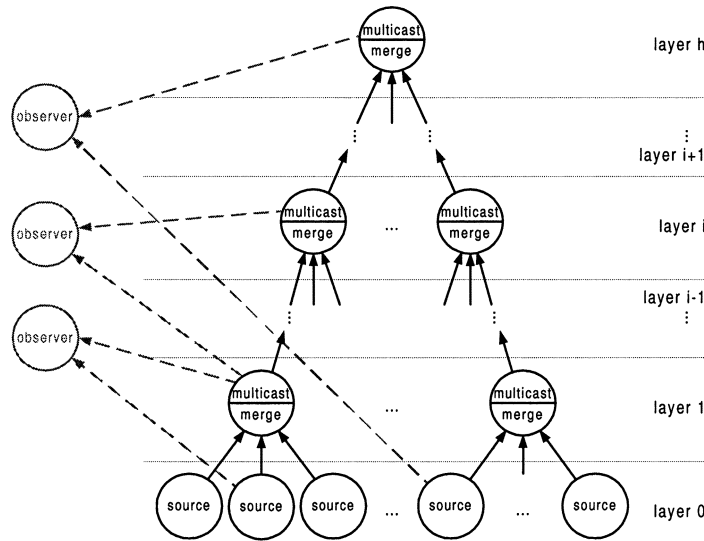 multicast
merge
layer h
observer
⋮
⋮
⋮
layer i+1
multicast
merge
...
multicast
merge
layer i
observer
layer i-1
⋮
⋮
⋮
observer
multicast
merge
...
multicast
merge
layer 1
source
source
source
...
source
...
source
layer 0